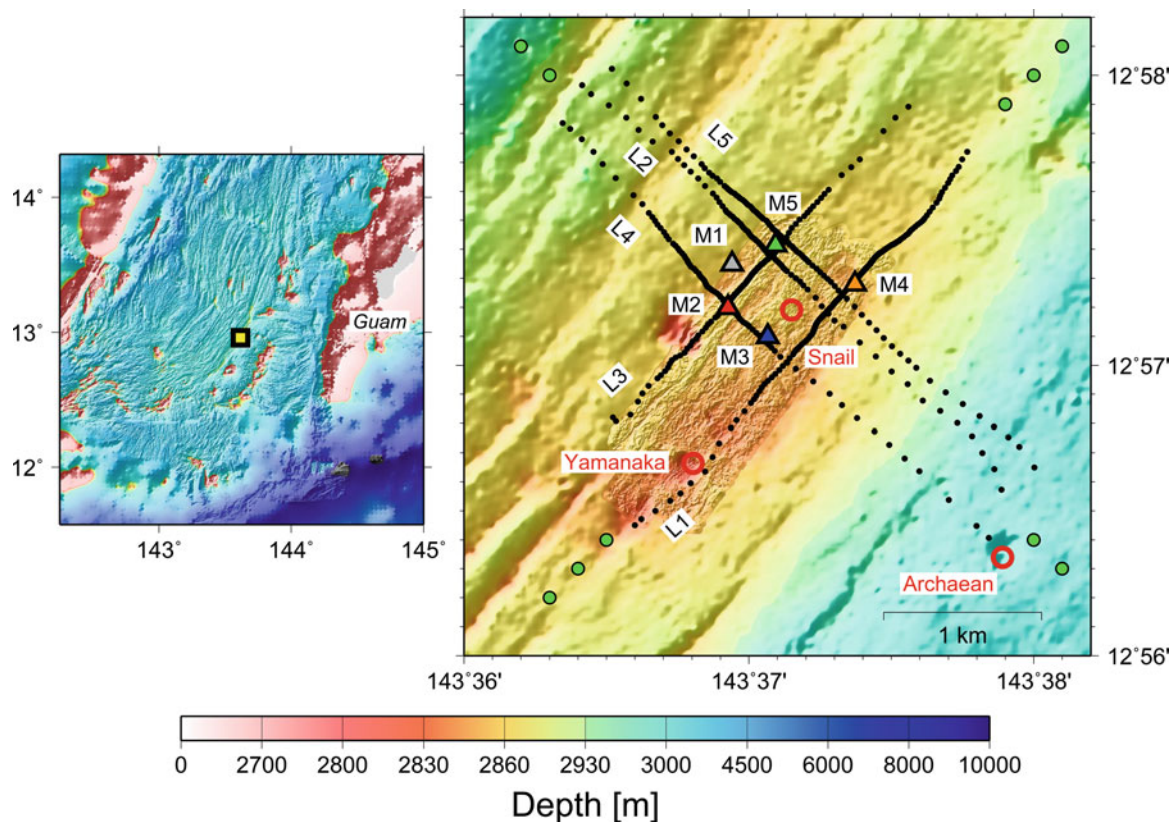 14˚
13˚
12˚
143˚
144˚
145˚
Guam
12˚58'
12˚57'
12˚56'
143˚36'
143˚37'
143˚38'
L5
L2
L4
M5
M1
M4
M2
M3
Snail
L3
Yamanaka
L1
Archaean
1 km
0 2700 2800 2830 2860 2930 3000 4500 6000 8000 10000
Depth [m]